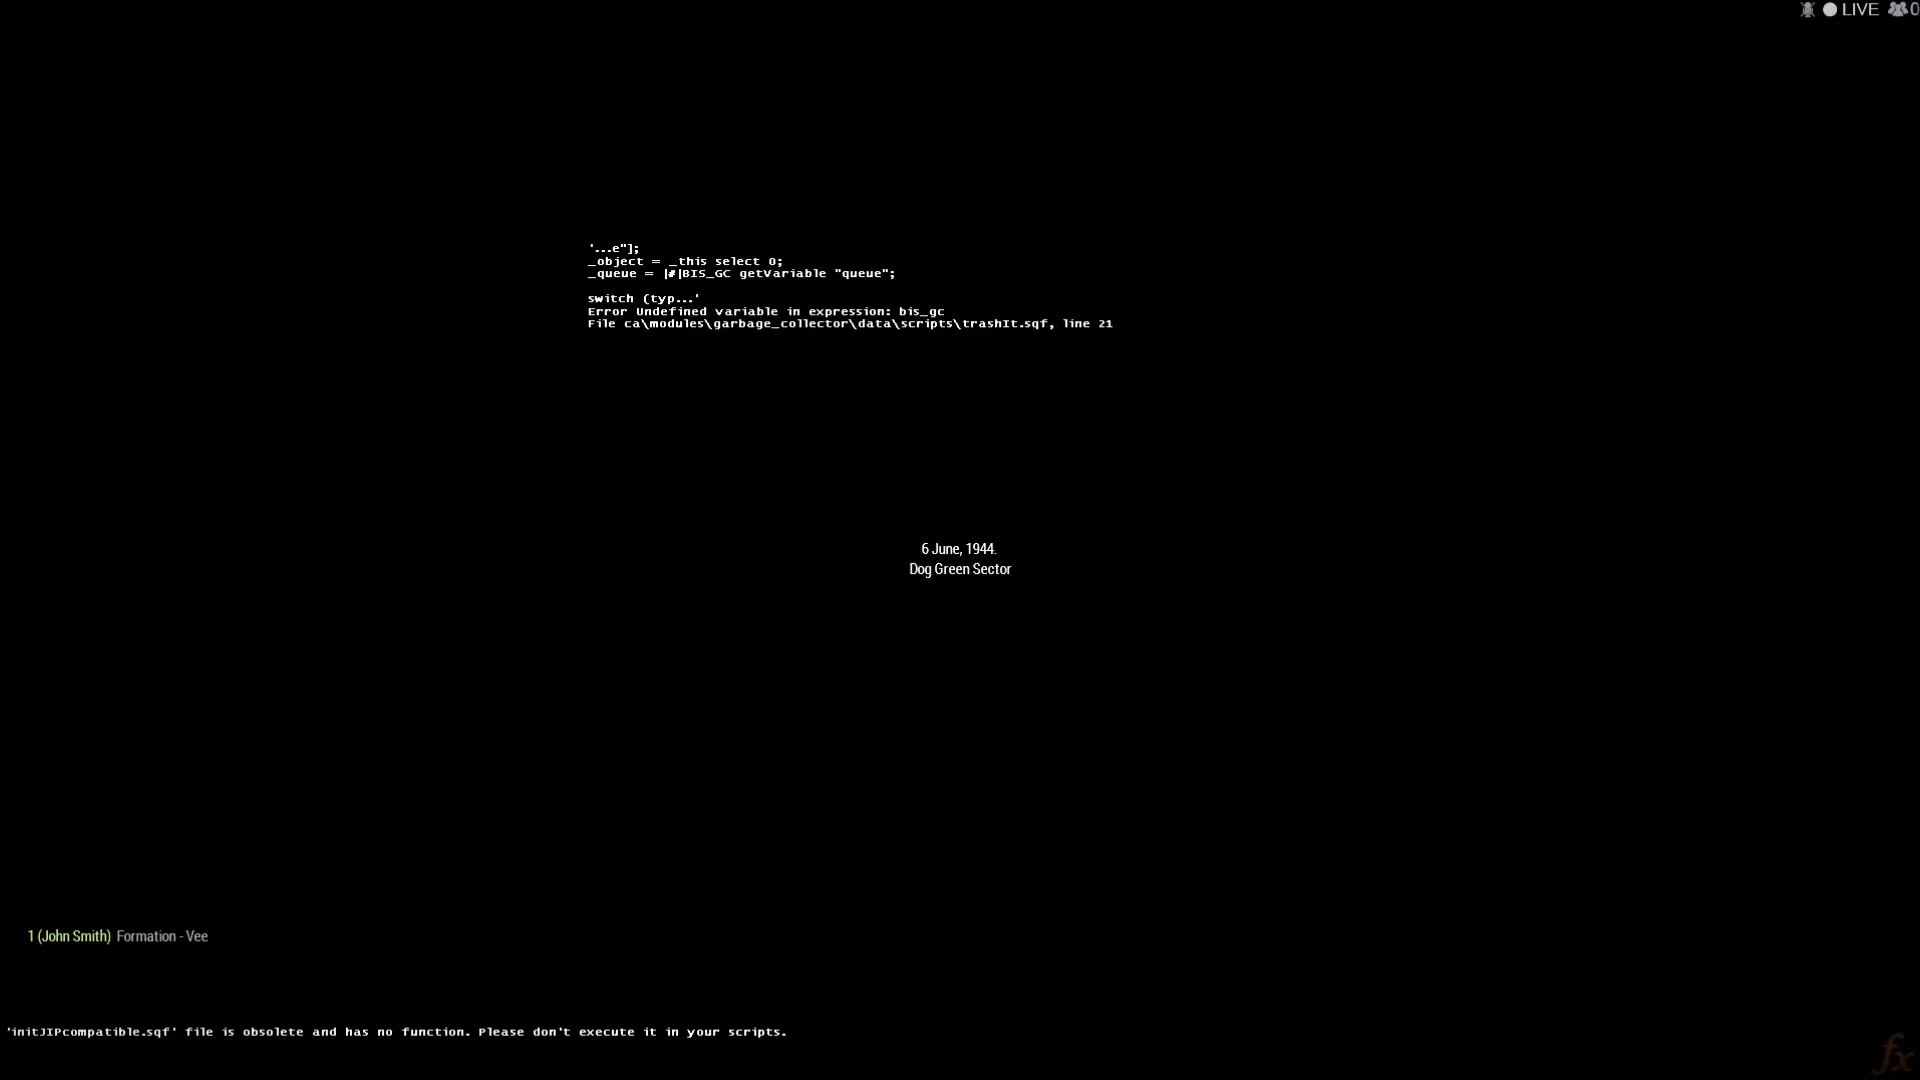 LIVE 0
'...e"];
_object = _this select 0;
_queue = |#|BIS_GC getVariable "queue";
switch (typ...'
Error Undefined variable in expression: bis_gc
File ca\modules\garbage_collector\data\scripts\trashIt.sqf, line 21
6 June, 1944.
Dog Green Sector
1 (John Smith) Formation - Vee
'initJIPcompatible.sqf' file is obsolete and has no function. Please don't execute it in your scripts.
fx